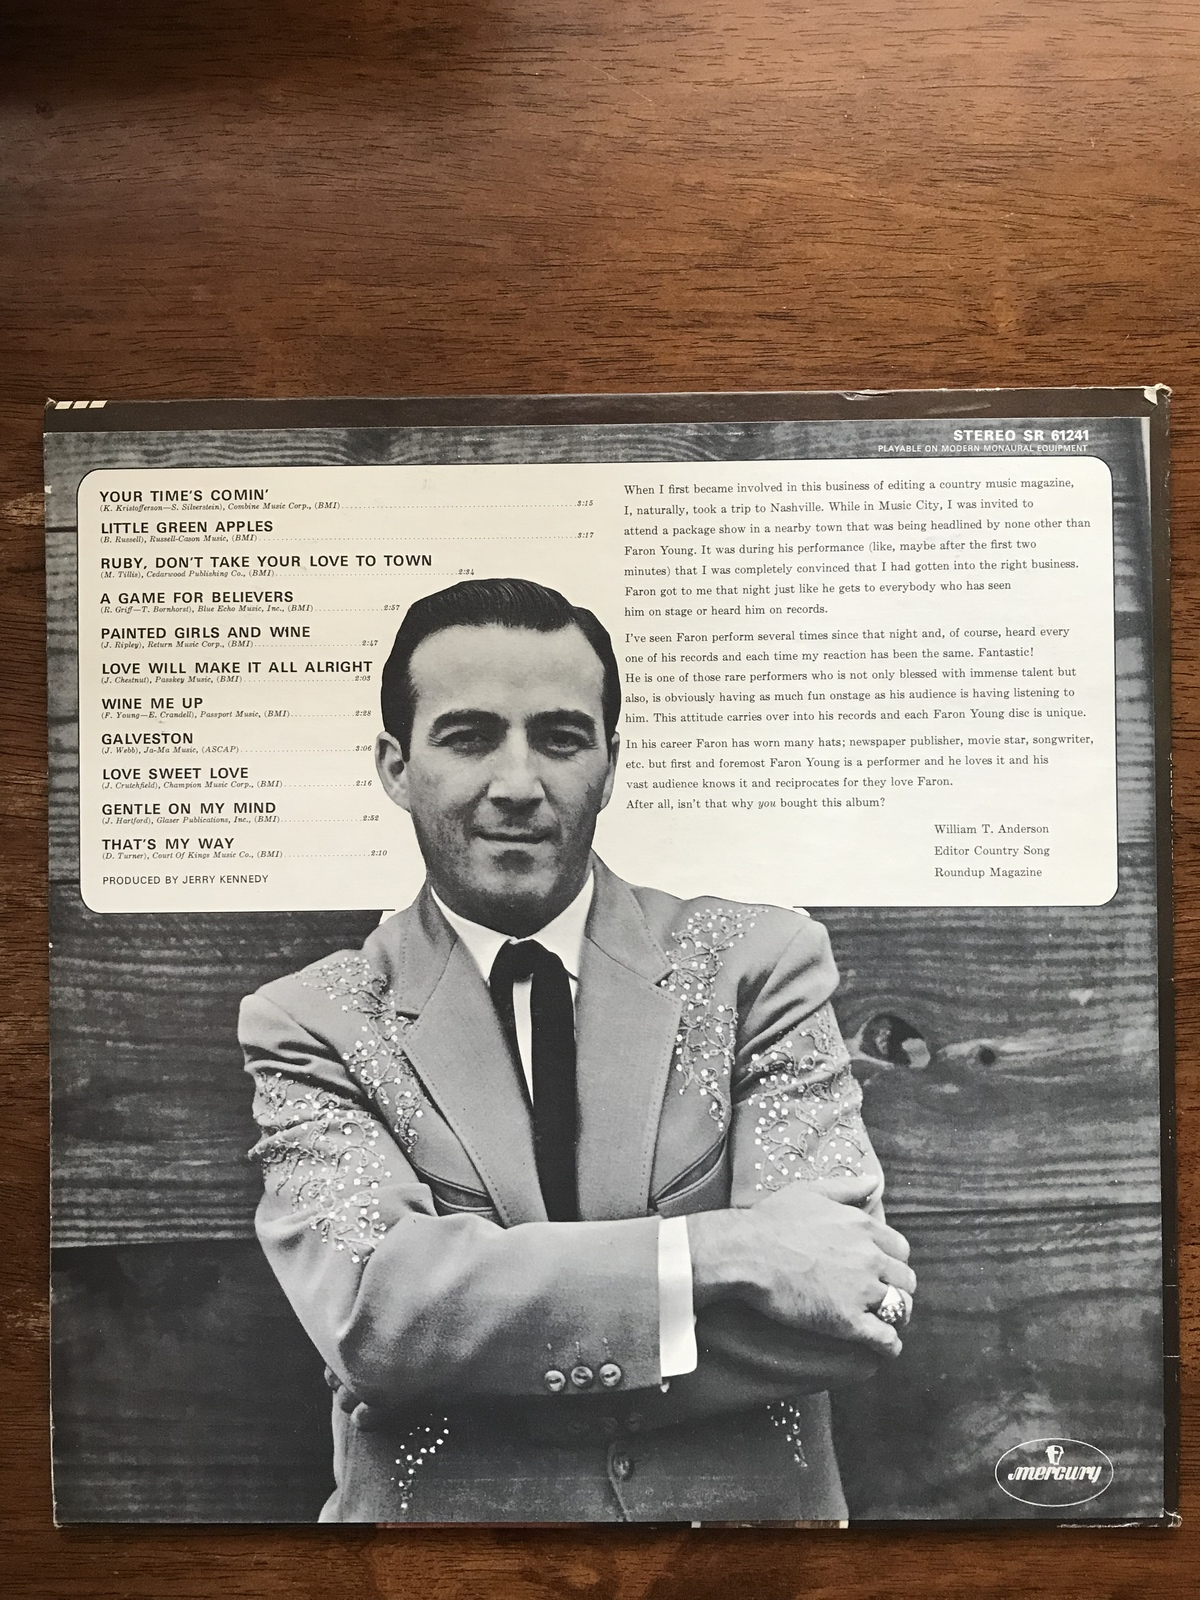 STEREO SR 61241
PLAYABLE ON MODERN MONAURAL EQUIPMENT
YOUR TIME'S COMIN'
(K. Kristofferson—S. Silverstein), Combine Music Corp., (BMI) 3:15
LITTLE GREEN APPLES
(B. Russell), Russell-Cason Music, (BMI) 3:17
RUBY, DON'T TAKE YOUR LOVE TO TOWN
(M. Tillis), Cedarwood Publishing Co., (BMI) 2:34
A GAME FOR BELIEVERS
(R. Griff—T. Bornhorst), Blue Echo Music, Inc., (BMI) 2:57
PAINTED GIRLS AND WINE
(J. Ripley), Return Music Corp., (BMI) 2:47
LOVE WILL MAKE IT ALL ALRIGHT
(J. Chestnut), Passkey Music, (BMI) 2:03
WINE ME UP
(F. Young—E. Crandell), Passport Music, (BMI) 2:28
GALVESTON
(J. Webb), Ja-Ma Music, (ASCAP) 3:06
LOVE SWEET LOVE
(J. Crutchfield), Champion Music Corp., (BMI) 2:16
GENTLE ON MY MIND
(J. Hartford), Glaser Publications, Inc., (BMI) 2:52
THAT'S MY WAY
(D. Turner), Court Of Kings Music Co., (BMI) 2:10
PRODUCED BY JERRY KENNEDY
When I first became involved in this business of editing a country music magazine,
I, naturally, took a trip to Nashville. While in Music City, I was invited to
attend a package show in a nearby town that was being headlined by none other than
Faron Young. It was during his performance (like, maybe after the first two
minutes) that I was completely convinced that I had gotten into the right business.
Faron got to me that night just like he gets to everybody who has seen
him on stage or heard him on records.
I've seen Faron perform several times since that night and, of course, heard every
one of his records and each time my reaction has been the same. Fantastic!
He is one of those rare performers who is not only blessed with immense talent but
also, is obviously having as much fun onstage as his audience is having listening to
him. This attitude carries over into his records and each Faron Young disc is unique.
In his career Faron has worn many hats; newspaper publisher, movie star, songwriter,
etc. but first and foremost Faron Young is a performer and he loves it and his
vast audience knows it and reciprocates for they love Faron.
After all, isn't that why you bought this album?
William T. Anderson
Editor Country Song
Roundup Magazine
mercury